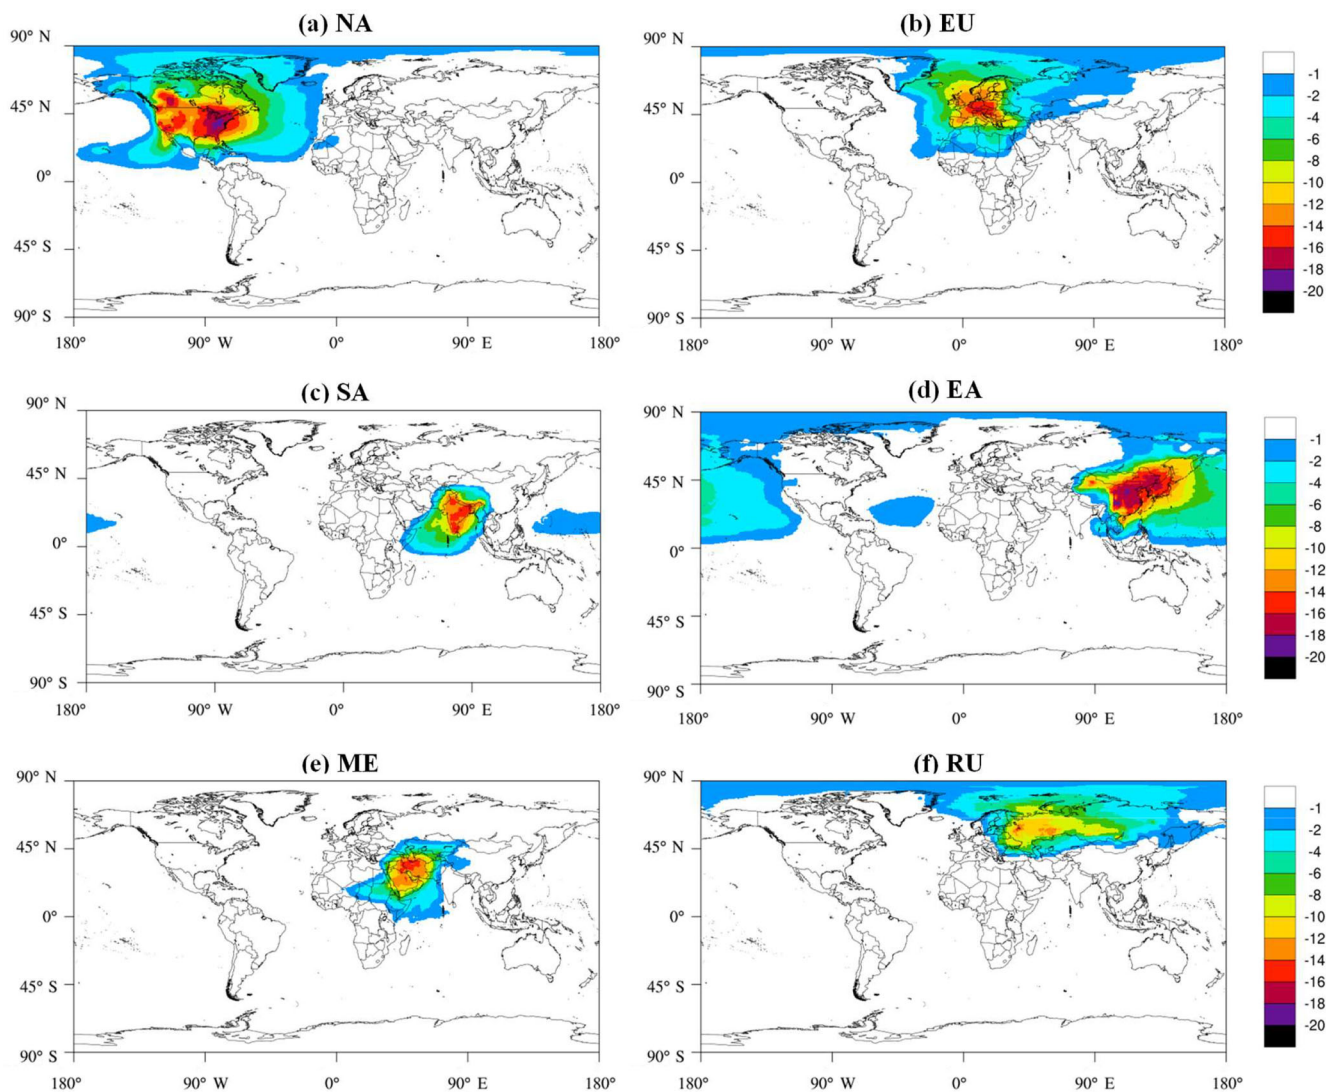 (a) NA
90° N
45° N
0°
45° S
90° S
180°
90° W
0°
90° E
180°
(b) EU
90° N
45° N
0°
45° S
90° S
180°
90° W
0°
90° E
180°
-1
-2
-4
-6
-8
-10
-12
-14
-16
-18
-20
(c) SA
90° N
45° N
0°
45° S
90° S
180°
90° W
0°
90° E
180°
(d) EA
90° N
45° N
0°
45° S
90° S
180°
90° W
0°
90° E
180°
-1
-2
-4
-6
-8
-10
-12
-14
-16
-18
-20
(e) ME
90° N
45° N
0°
45° S
90° S
180°
90° W
0°
90° E
180°
(f) RU
90° N
45° N
0°
45° S
90° S
180°
90° W
0°
90° E
180°
-1
-2
-4
-6
-8
-10
-12
-14
-16
-18
-20